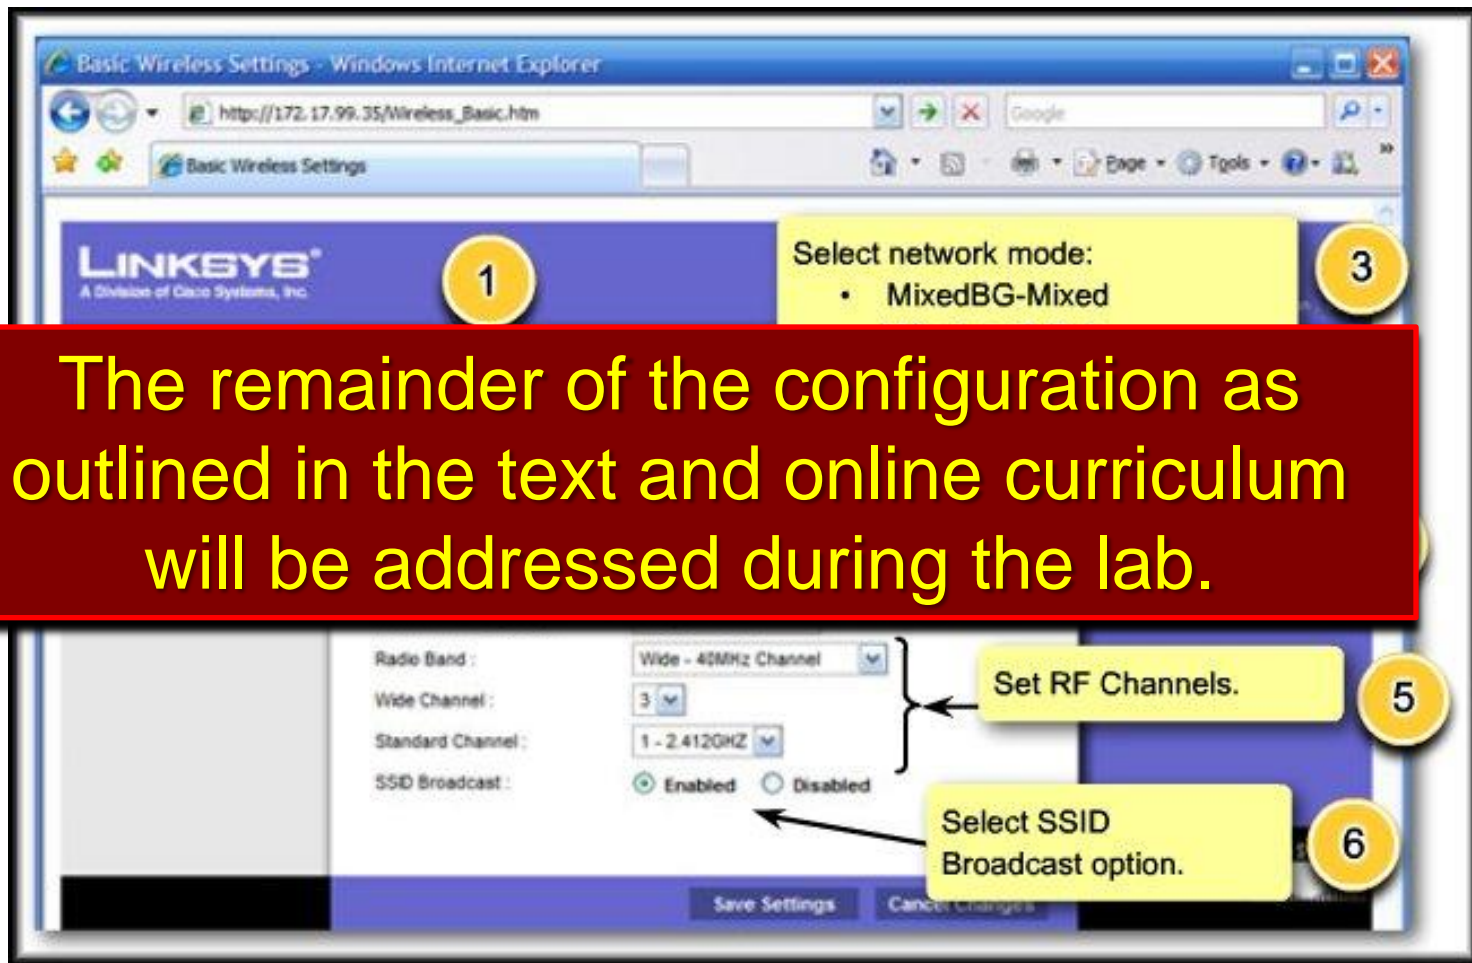 Basic Wireless Settings - Windows Internet Explorer
http://172.17.99.35/Wireless_Basic.htm
Google
Basic Wireless Settings
Page
Tools
LINKSYS®
A Division of Cisco Systems, Inc.
1
Select network mode:
• MixedBG-Mixed
3
The remainder of the configuration as
outlined in the text and online curriculum
will be addressed during the lab.
Radio Band : Wide - 40MHz Channel
Wide Channel : 3
Standard Channel : 1 - 2.412GHZ
SSID Broadcast : Enabled Disabled
Set RF Channels.
5
Select SSID
Broadcast option.
6
Save Settings Cancel Changes